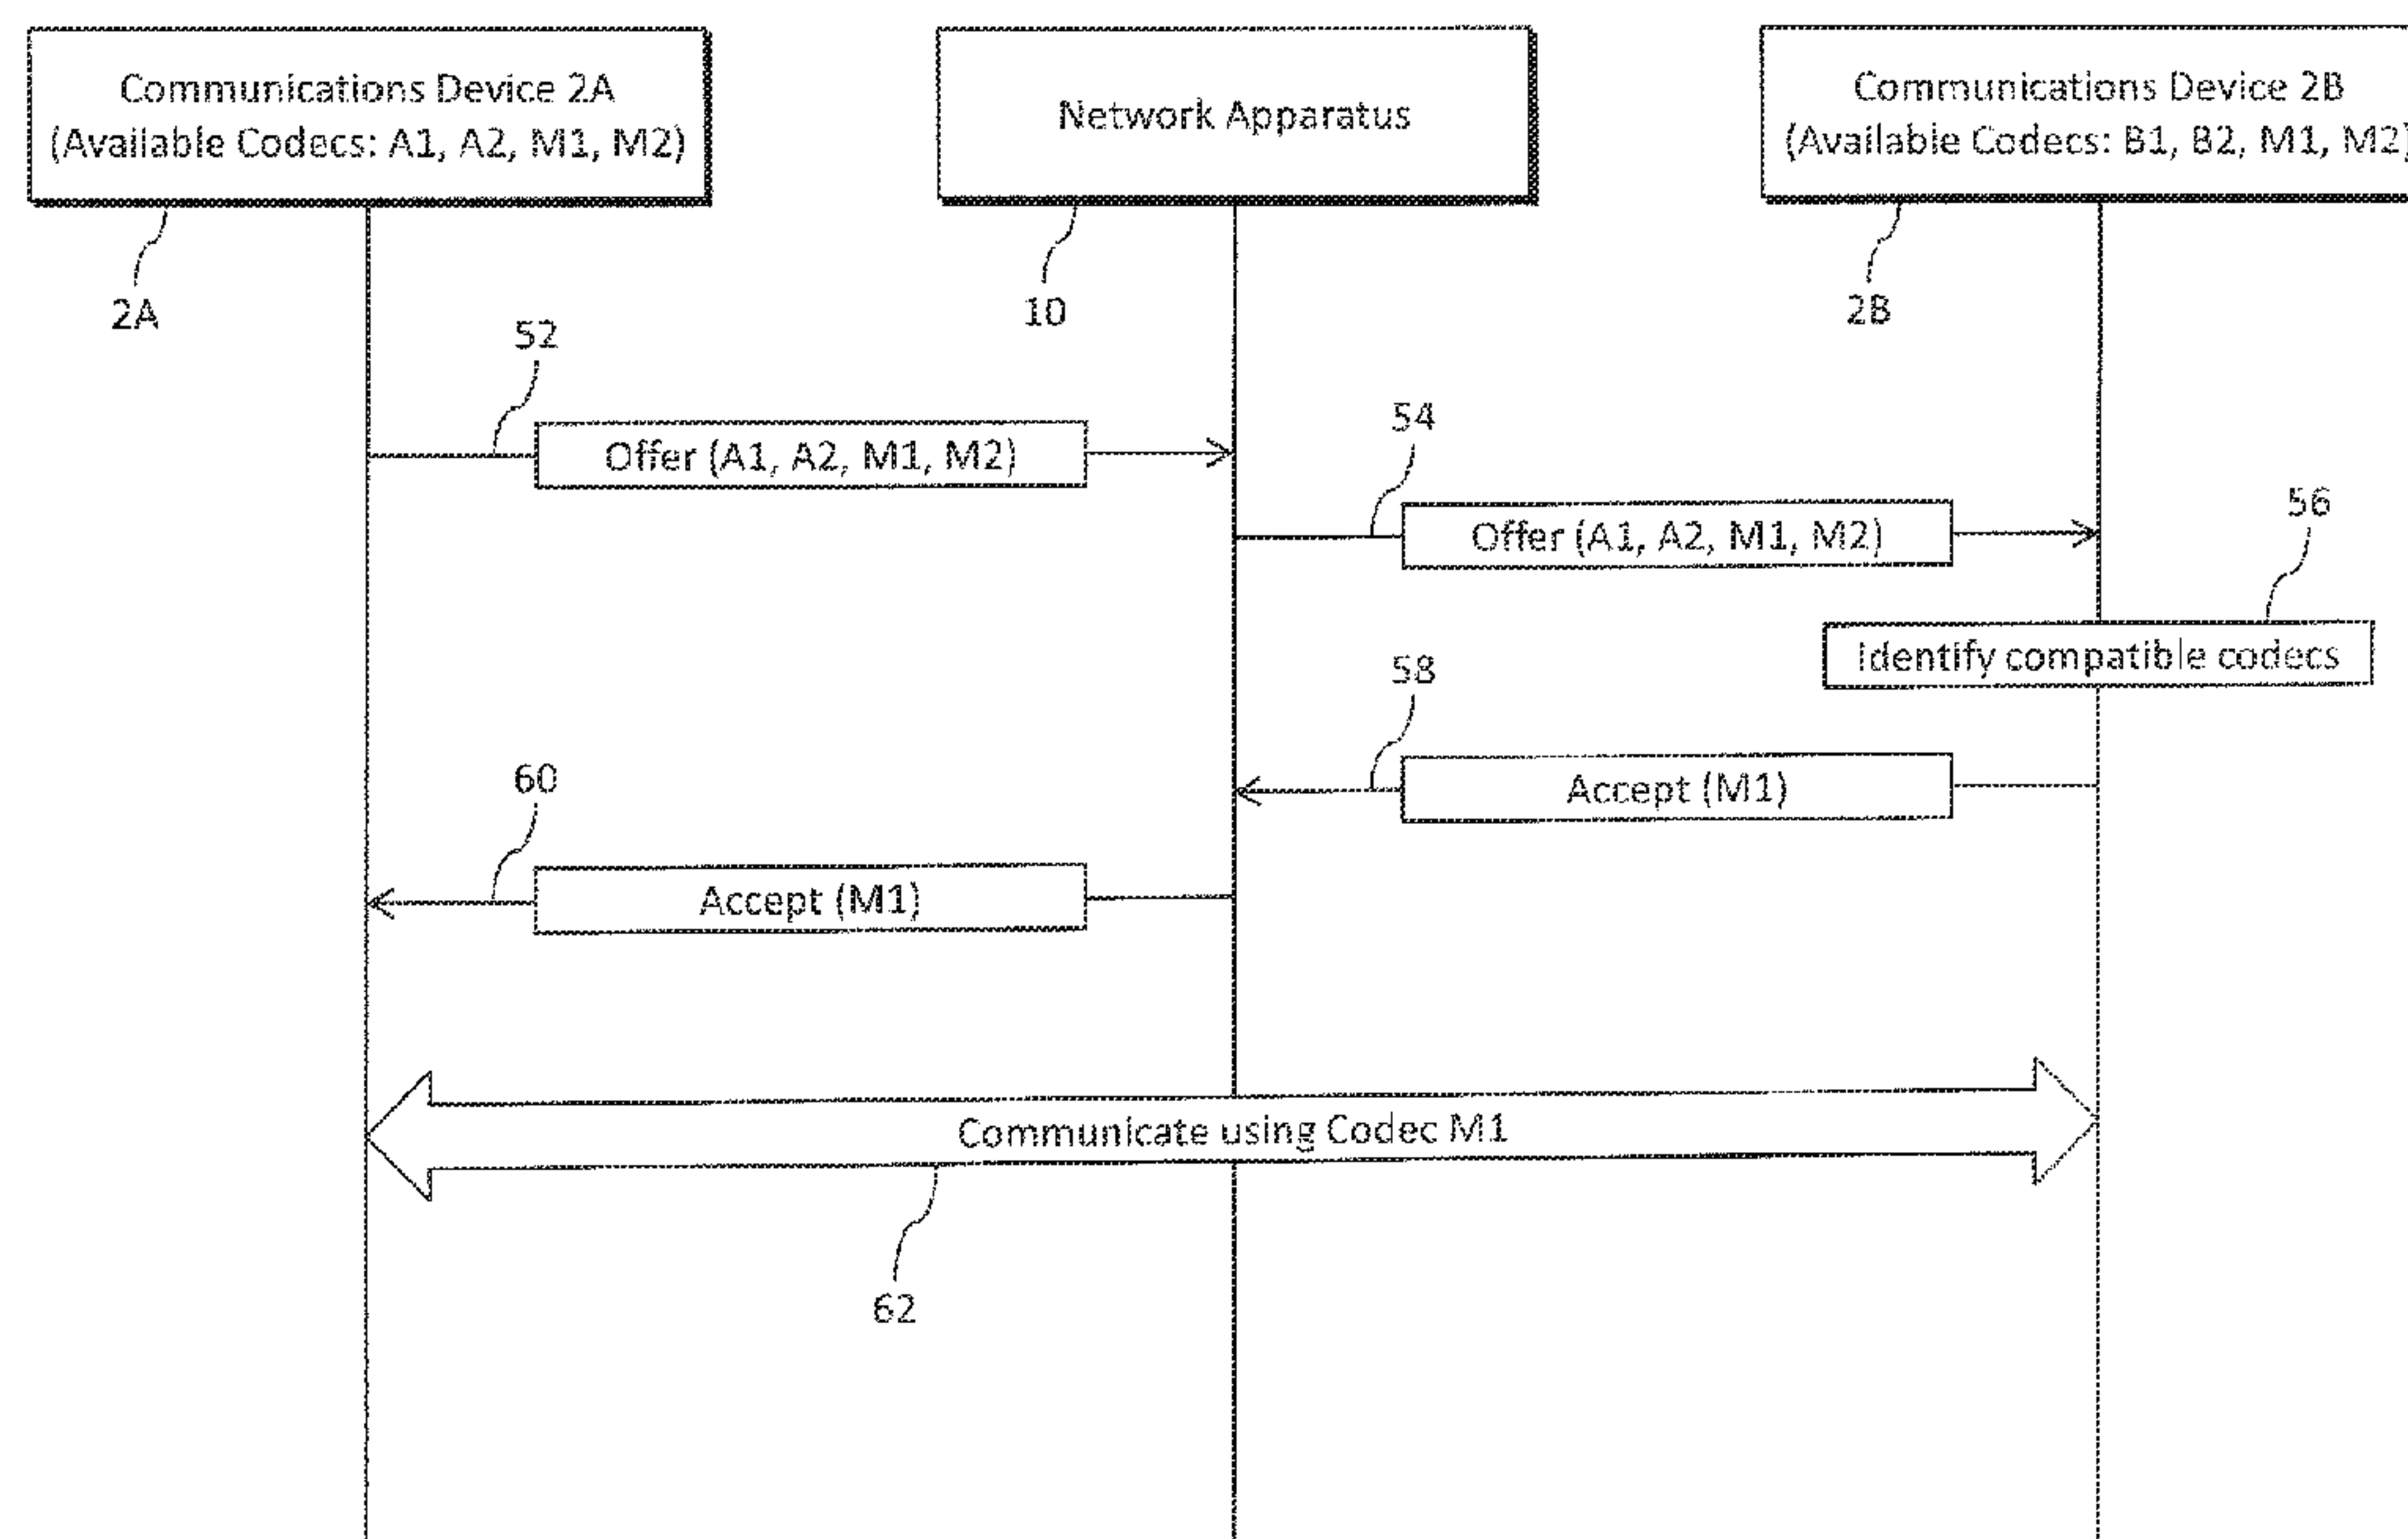 Communications Device 2A
(Available Codecs: A1, A2, M1, M2)
Network Apparatus
Communications Device 2B
(Available Codecs: B1, B2, M1, M2)
2A
10
2B
52
Offer (A1, A2, M1, M2)
54
Offer (A1, A2, M1, M2)
56
Identify compatible codecs
58
Accept (M1)
60
Accept (M1)
Communicate using Codec M1
62